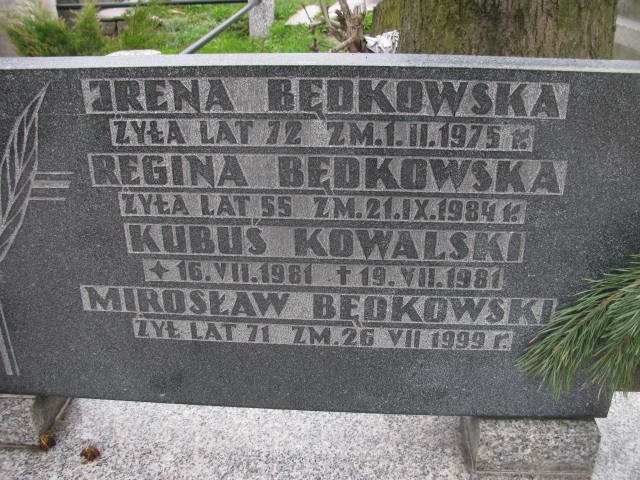 IRENA BĘDKOWSKA
ŻYŁA LAT 72 ZM.1.II.1975 r.
REGINA BĘDKOWSKA
ŻYŁA LAT 55 ZM.21.IX.1984 r.
KUBUŚ KOWALSKI
16.VII.1981 19.VII.1981
MIROSŁAW BĘDKOWSKI
ŻYŁ LAT 71 ZM.26 VII 1999 r.